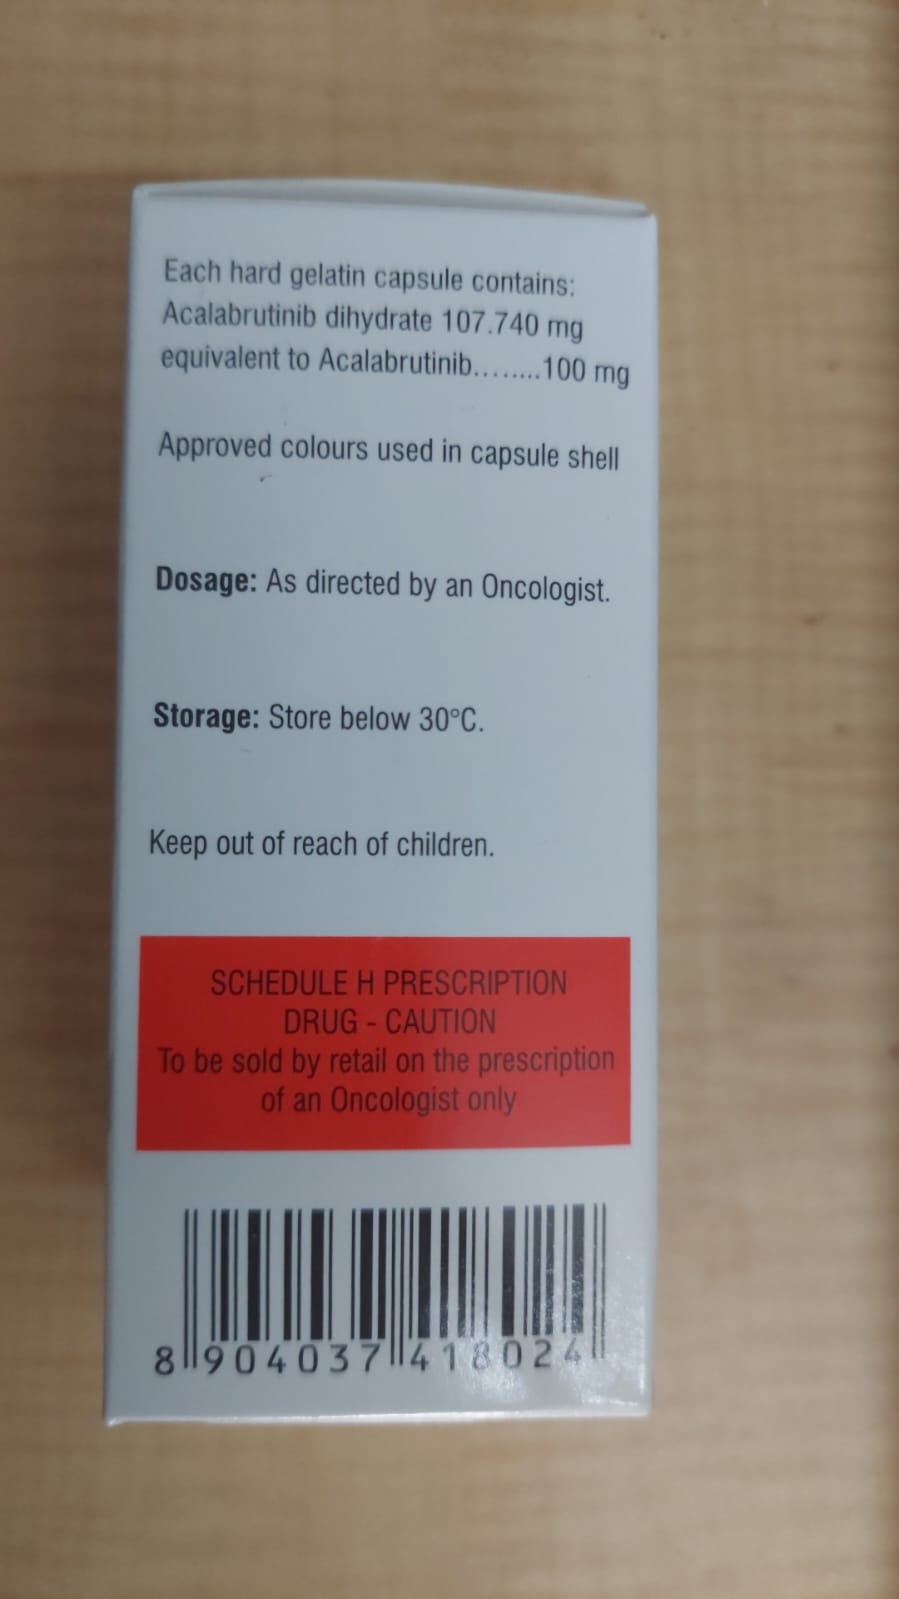 Each hard gelatin capsule contains:
Acalabrutinib dihydrate 107.740 mg
equivalent to Acalabrutinib........100 mg
Approved colours used in capsule shell
Dosage: As directed by an Oncologist.
Storage: Store below 30°C.
Keep out of reach of children.
SCHEDULE H PRESCRIPTION
DRUG - CAUTION
To be sold by retail on the prescription
of an Oncologist only
8 904037 418024